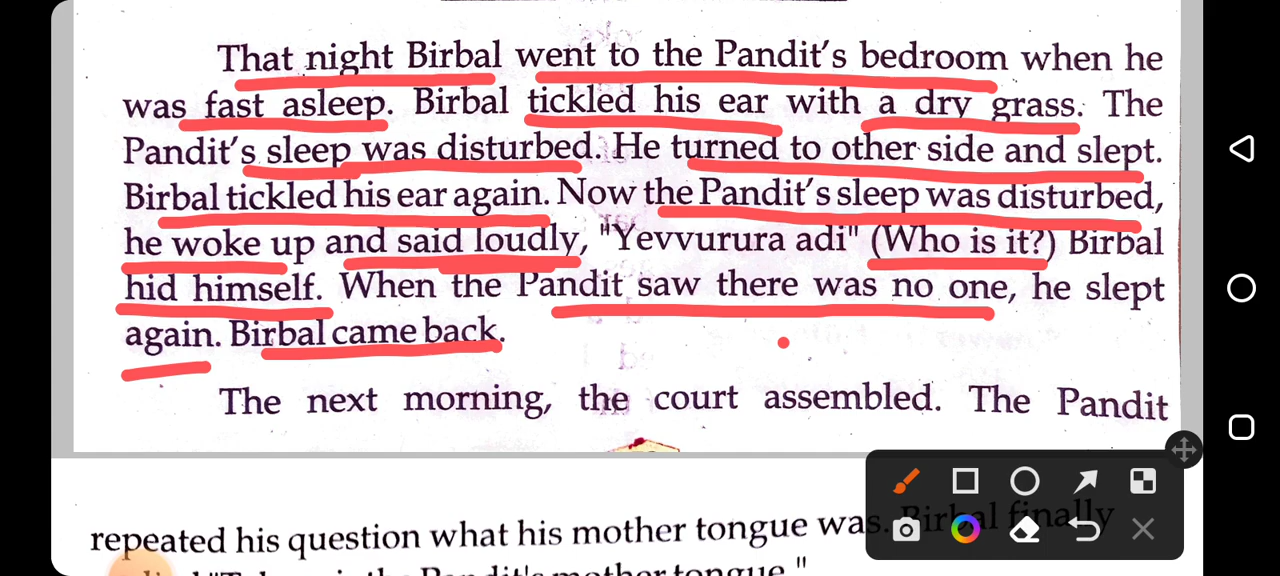 That night Birbal went to the Pandit's bedroom when he
was fast asleep. Birbal tickled his ear with a dry grass. The
Pandit's sleep was disturbed. He turned to other side and slept.
Birbal tickled his ear again. Now the Pandit's sleep was disturbed,
he woke up and said loudly, "Yevvurura adi" (Who is it?) Birbal
hid himself. When the Pandit saw there was no one, he slept
again. Birbal came back.
The next morning, the court assembled. The Pandit
repeated his question what his mother tongue was. Birbal finally
the Pandit's mother tongue."